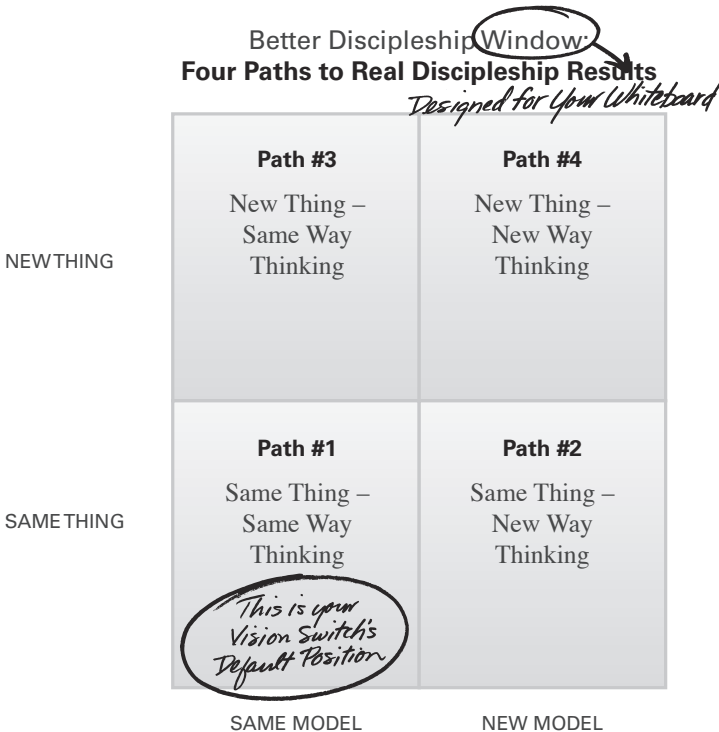 Better Discipleship Window:
Four Paths to Real Discipleship Results
Designed for Your Whiteboard
Path #3
New Thing –
Same Way
Thinking
Path #4
New Thing –
New Way
Thinking
NEW THING
Path #1
Same Thing –
Same Way
Thinking
This is your
Vision Switch's
Default Position
Path #2
Same Thing –
New Way
Thinking
SAME THING
SAME MODEL
NEW MODEL